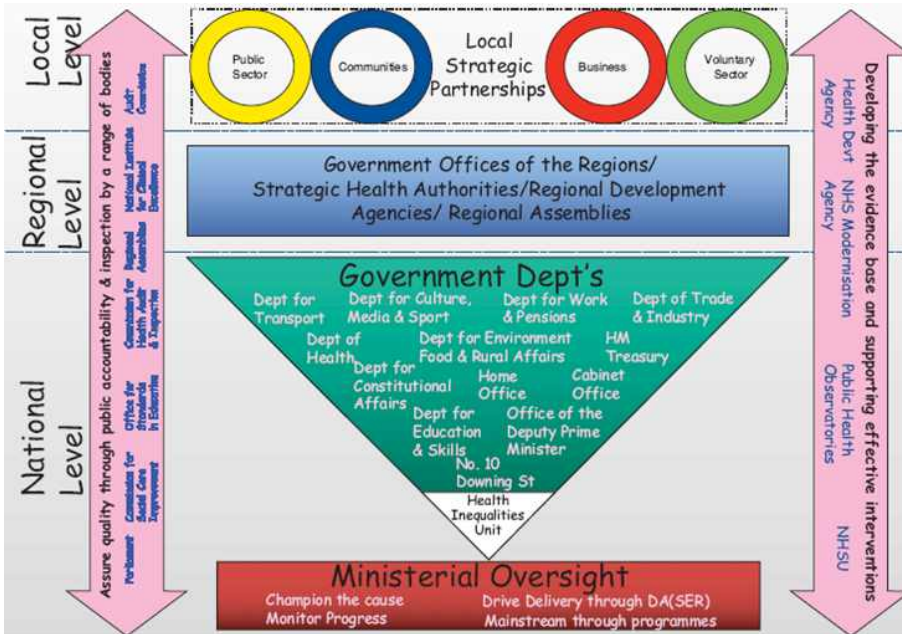 Local
Level
Regional
Level
National
Level
Assure quality through public accountability & inspection by a range of bodies
Audit
Commission
National Institute
for Clinical
Excellence
Regional
Assemblies
Commission for
Health Audit
& Inspection
Office for
Standards
in Education
Commission for
Social Care
Improvement
Parliament
Public
Sector
Communities
Local
Strategic
Partnerships
Business
Voluntary
Sector
Government Offices of the Regions/
Strategic Health Authorities/Regional Development
Agencies/ Regional Assemblies
Government Dept's
Dept for
Transport
Dept for Culture,
Media & Sport
Dept for Work
& Pensions
Dept of Trade
& Industry
Dept of
Health
Dept for Environment
Food & Rural Affairs
HM
Treasury
Dept for
Constitutional
Affairs
Home
Office
Cabinet
Office
Dept for
Education
& Skills
Office of the
Deputy Prime
Minister
No. 10
Downing St
Health
Inequalities
Unit
Ministerial Oversight
Champion the cause
Monitor Progress
Drive Delivery through DA(SER)
Mainstream through programmes
Health Devt
Agency
NHS Modernisation
Agency
Public Health
Observatories
NHSU
Developing the evidence base and supporting effective interventions